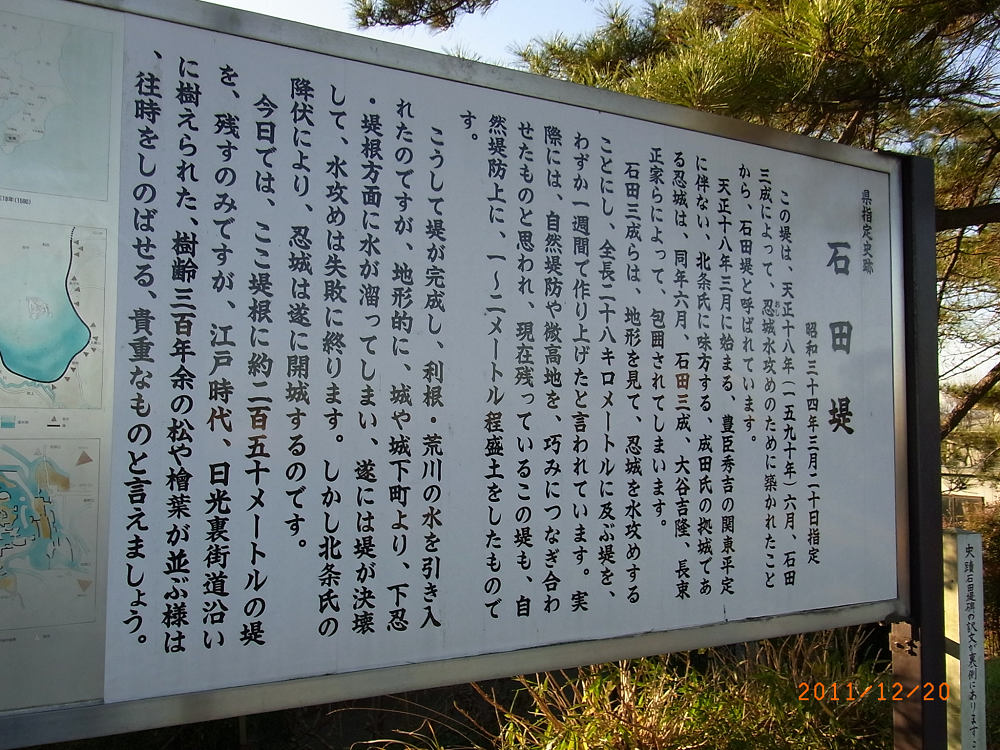 県指定史跡
石田堤
昭和三十四年三月二十日指定
この堤は、天正十八年(一五九十年)六月、石田
三成によって、忍城水攻めのために築かれたこと
おし
から、石田堤と呼ばれています。
天正十八年三月に始まる、豊臣秀吉の関東平定
に伴ない、北条氏に味方する、成田氏の拠城であ
る忍城は、同年六月、石田三成、大谷吉隆、長束
正家らによって、包囲されてしまいます。
石田三成らは、地形を見て、忍城を水攻めする
ことにし、全長二十八キロメートルに及ぶ堤を、
わずか一週間で作り上げたと言われています。実
際には、自然堤防や微高地を、巧みにつなぎ合わ
せたものと思われ、現在残っているこの堤も、自
然堤防上に、一〜二メートル程盛土をしたもので
す。
こうして堤が完成し、利根・荒川の水を引き入
れたのですが、地形的に、城や城下町より、下忍
・堤根方面に水が溜ってしまい、遂には堤が決壊
して、水攻めは失敗に終ります。しかし北条氏の
降伏により、忍城は遂に開城するのです。
今日では、ここ堤根に約二百五十メートルの堤
を、残すのみですが、江戸時代、日光裏街道沿い
に樹えられた、樹齢三百年余の松や檜葉が並ぶ様は
、往時をしのばせる、貴重なものと言えましょう。
史蹟石田堤碑の訳文が裏側にあります
2011/12/20